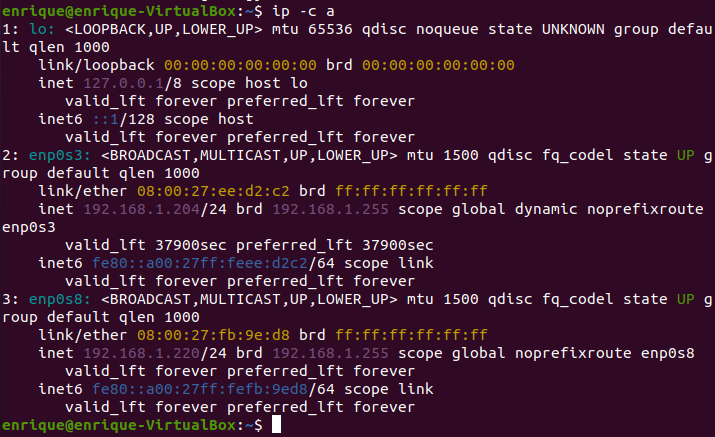 enrique@enrique-VirtualBox:~$ ip -c a
1: lo: <LOOPBACK,UP,LOWER_UP> mtu 65536 qdisc noqueue state UNKNOWN group defau
lt qlen 1000
    link/loopback 00:00:00:00:00:00 brd 00:00:00:00:00:00
    inet 127.0.0.1/8 scope host lo
       valid_lft forever preferred_lft forever
    inet6 ::1/128 scope host
       valid_lft forever preferred_lft forever
2: enp0s3: <BROADCAST,MULTICAST,UP,LOWER_UP> mtu 1500 qdisc fq_codel state UP g
roup default qlen 1000
    link/ether 08:00:27:ee:d2:c2 brd ff:ff:ff:ff:ff:ff
    inet 192.168.1.204/24 brd 192.168.1.255 scope global dynamic noprefixroute
enp0s3
       valid_lft 37900sec preferred_lft 37900sec
    inet6 fe80::a00:27ff:feee:d2c2/64 scope link
       valid_lft forever preferred_lft forever
3: enp0s8: <BROADCAST,MULTICAST,UP,LOWER_UP> mtu 1500 qdisc fq_codel state UP g
roup default qlen 1000
    link/ether 08:00:27:fb:9e:d8 brd ff:ff:ff:ff:ff:ff
    inet 192.168.1.220/24 brd 192.168.1.255 scope global noprefixroute enp0s8
       valid_lft forever preferred_lft forever
    inet6 fe80::a00:27ff:fefb:9ed8/64 scope link
       valid_lft forever preferred_lft forever
enrique@enrique-VirtualBox:~$